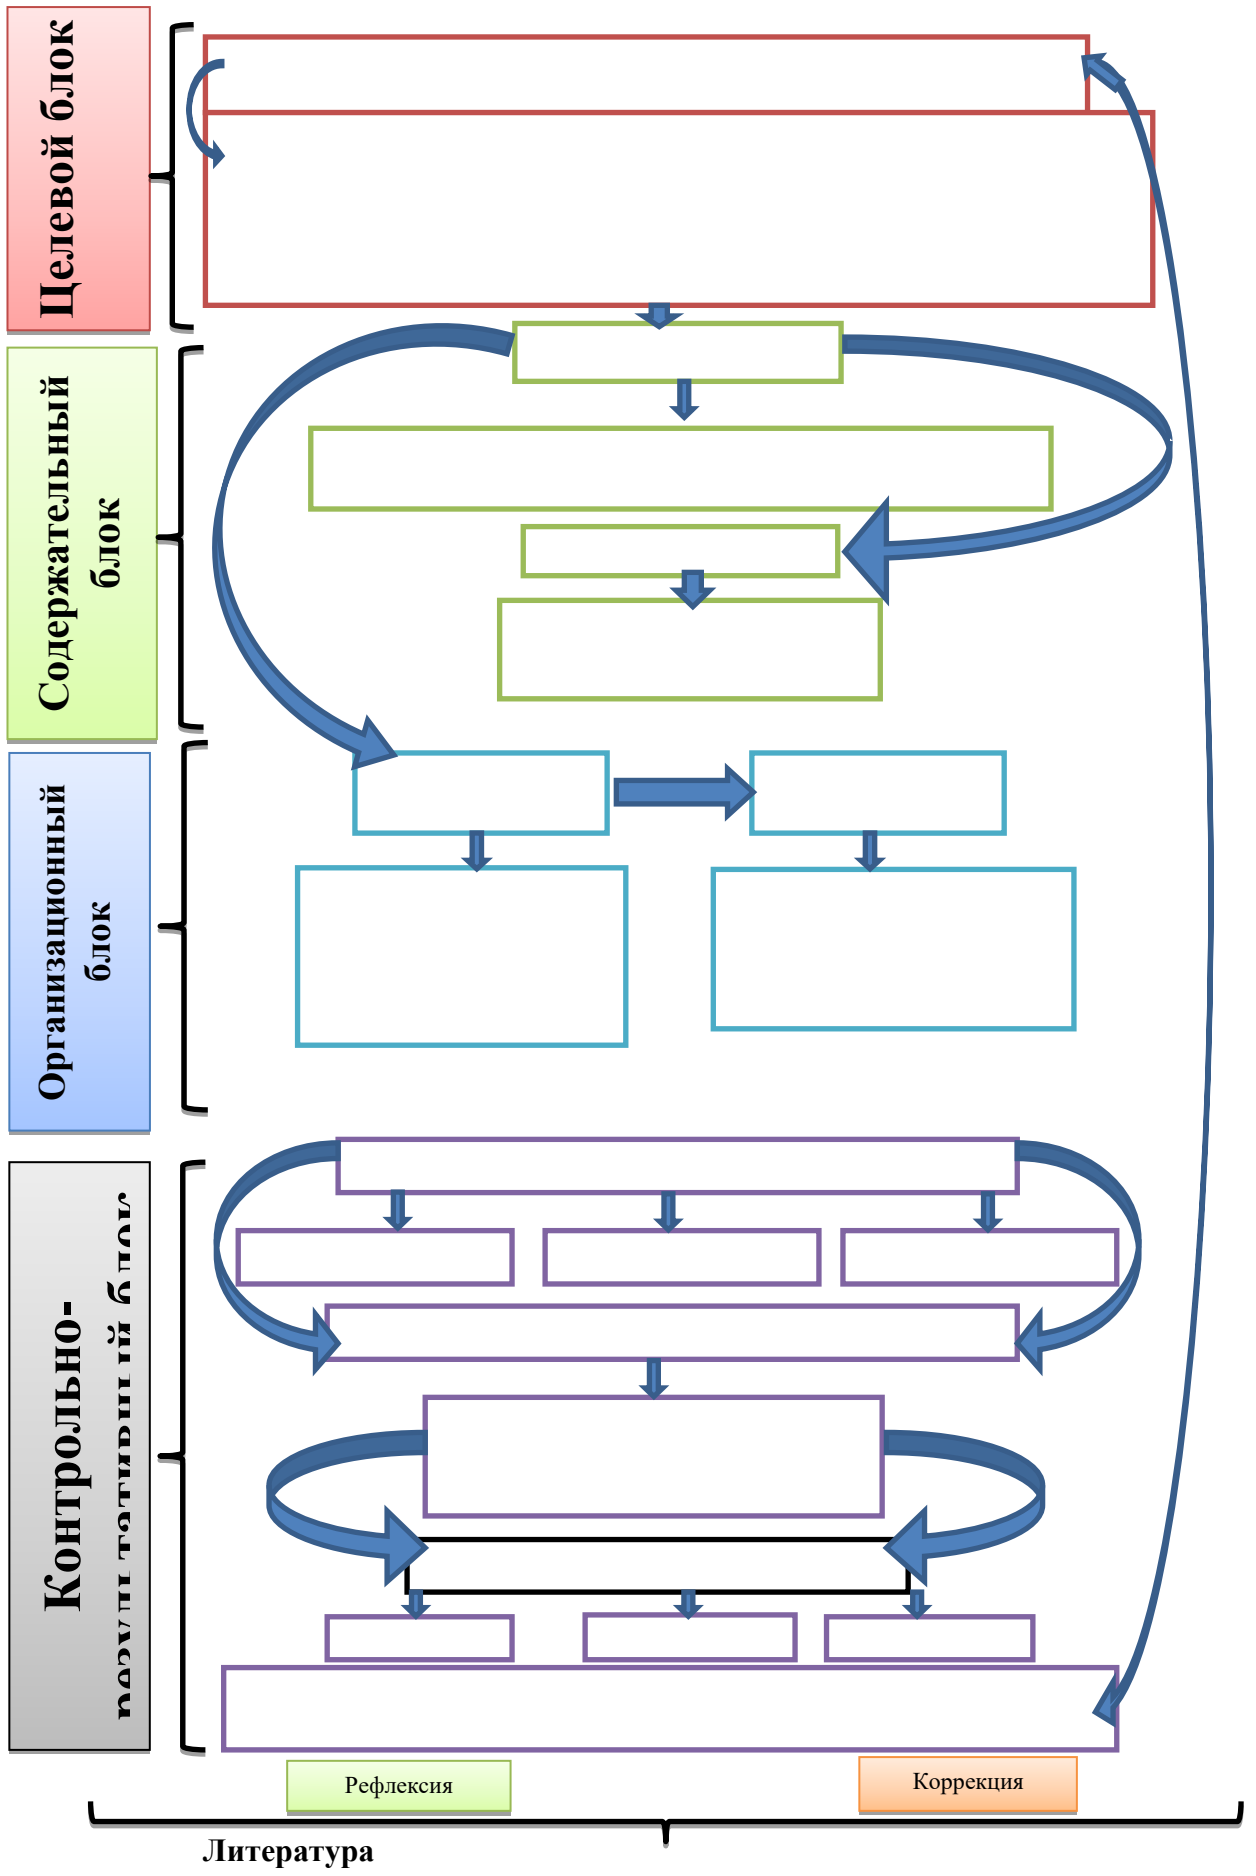 Целевой блок
Содержательный
блок
Организационный
блок
Контрольно-
Рефлексия
Коррекция
Литература